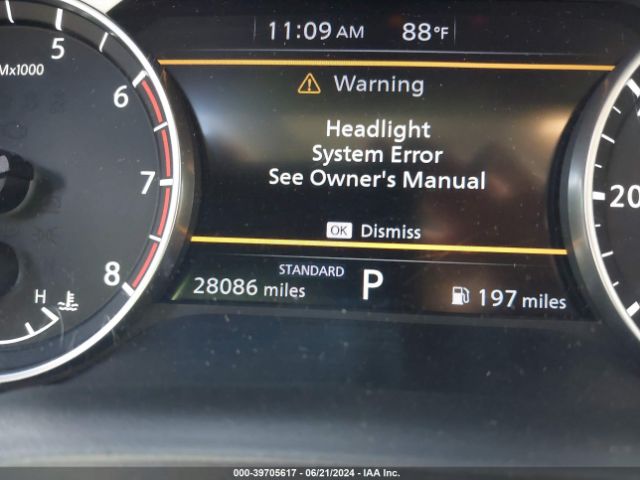 11:09 AM 88°F
5
Mx1000
6
7
8
H
Warning
Headlight
System Error
See Owner's Manual
OK Dismiss
STANDARD
28086 miles P 197 miles
20
000-39705617 - 06/21/2024 - IAA Inc.